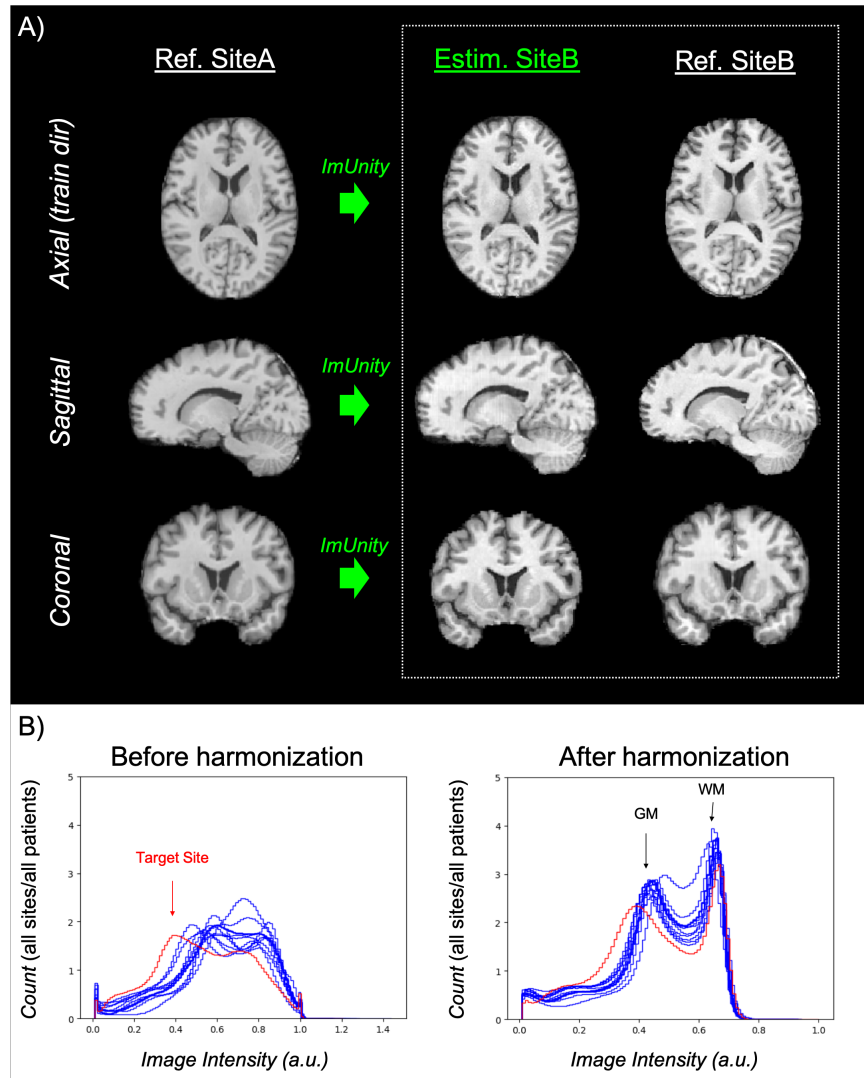 A)
Ref. SiteA
Estim. SiteB
Ref. SiteB
Axial (train dir)
ImUnity
Sagittal
ImUnity
Coronal
ImUnity
B)
Before harmonization
After harmonization
Count (all sites/all patients)
5
4
3
2
1
0
Target Site
0.0 0.2 0.4 0.6 0.8 1.0 1.2 1.4
Image Intensity (a.u.)
Count (all sites/all patients)
5
4
3
2
1
0
GM
WM
0.0 0.2 0.4 0.6 0.8 1.0
Image Intensity (a.u.)